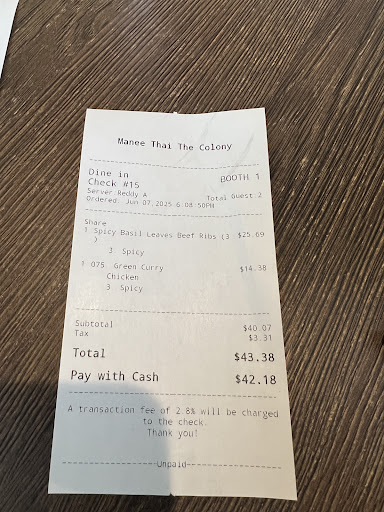 Manee Thai The Colony
Dine in
BOOTH 1
Check #15
Server:Reddy A
Total Guest:2
Ordered: Jun 07,2025 6:08:50PM
Share
1 Spicy Basil Leaves Beef Ribs (3 $25.69
)
3 Spicy
1 075. Green Curry $14.38
Chicken
3 Spicy
Subtotal $40.07
Tax $3.31
Total $43.38
Pay with Cash $42.18
A transaction fee of 2.8% will be charged
to the check.
Thank you!
Unpaid